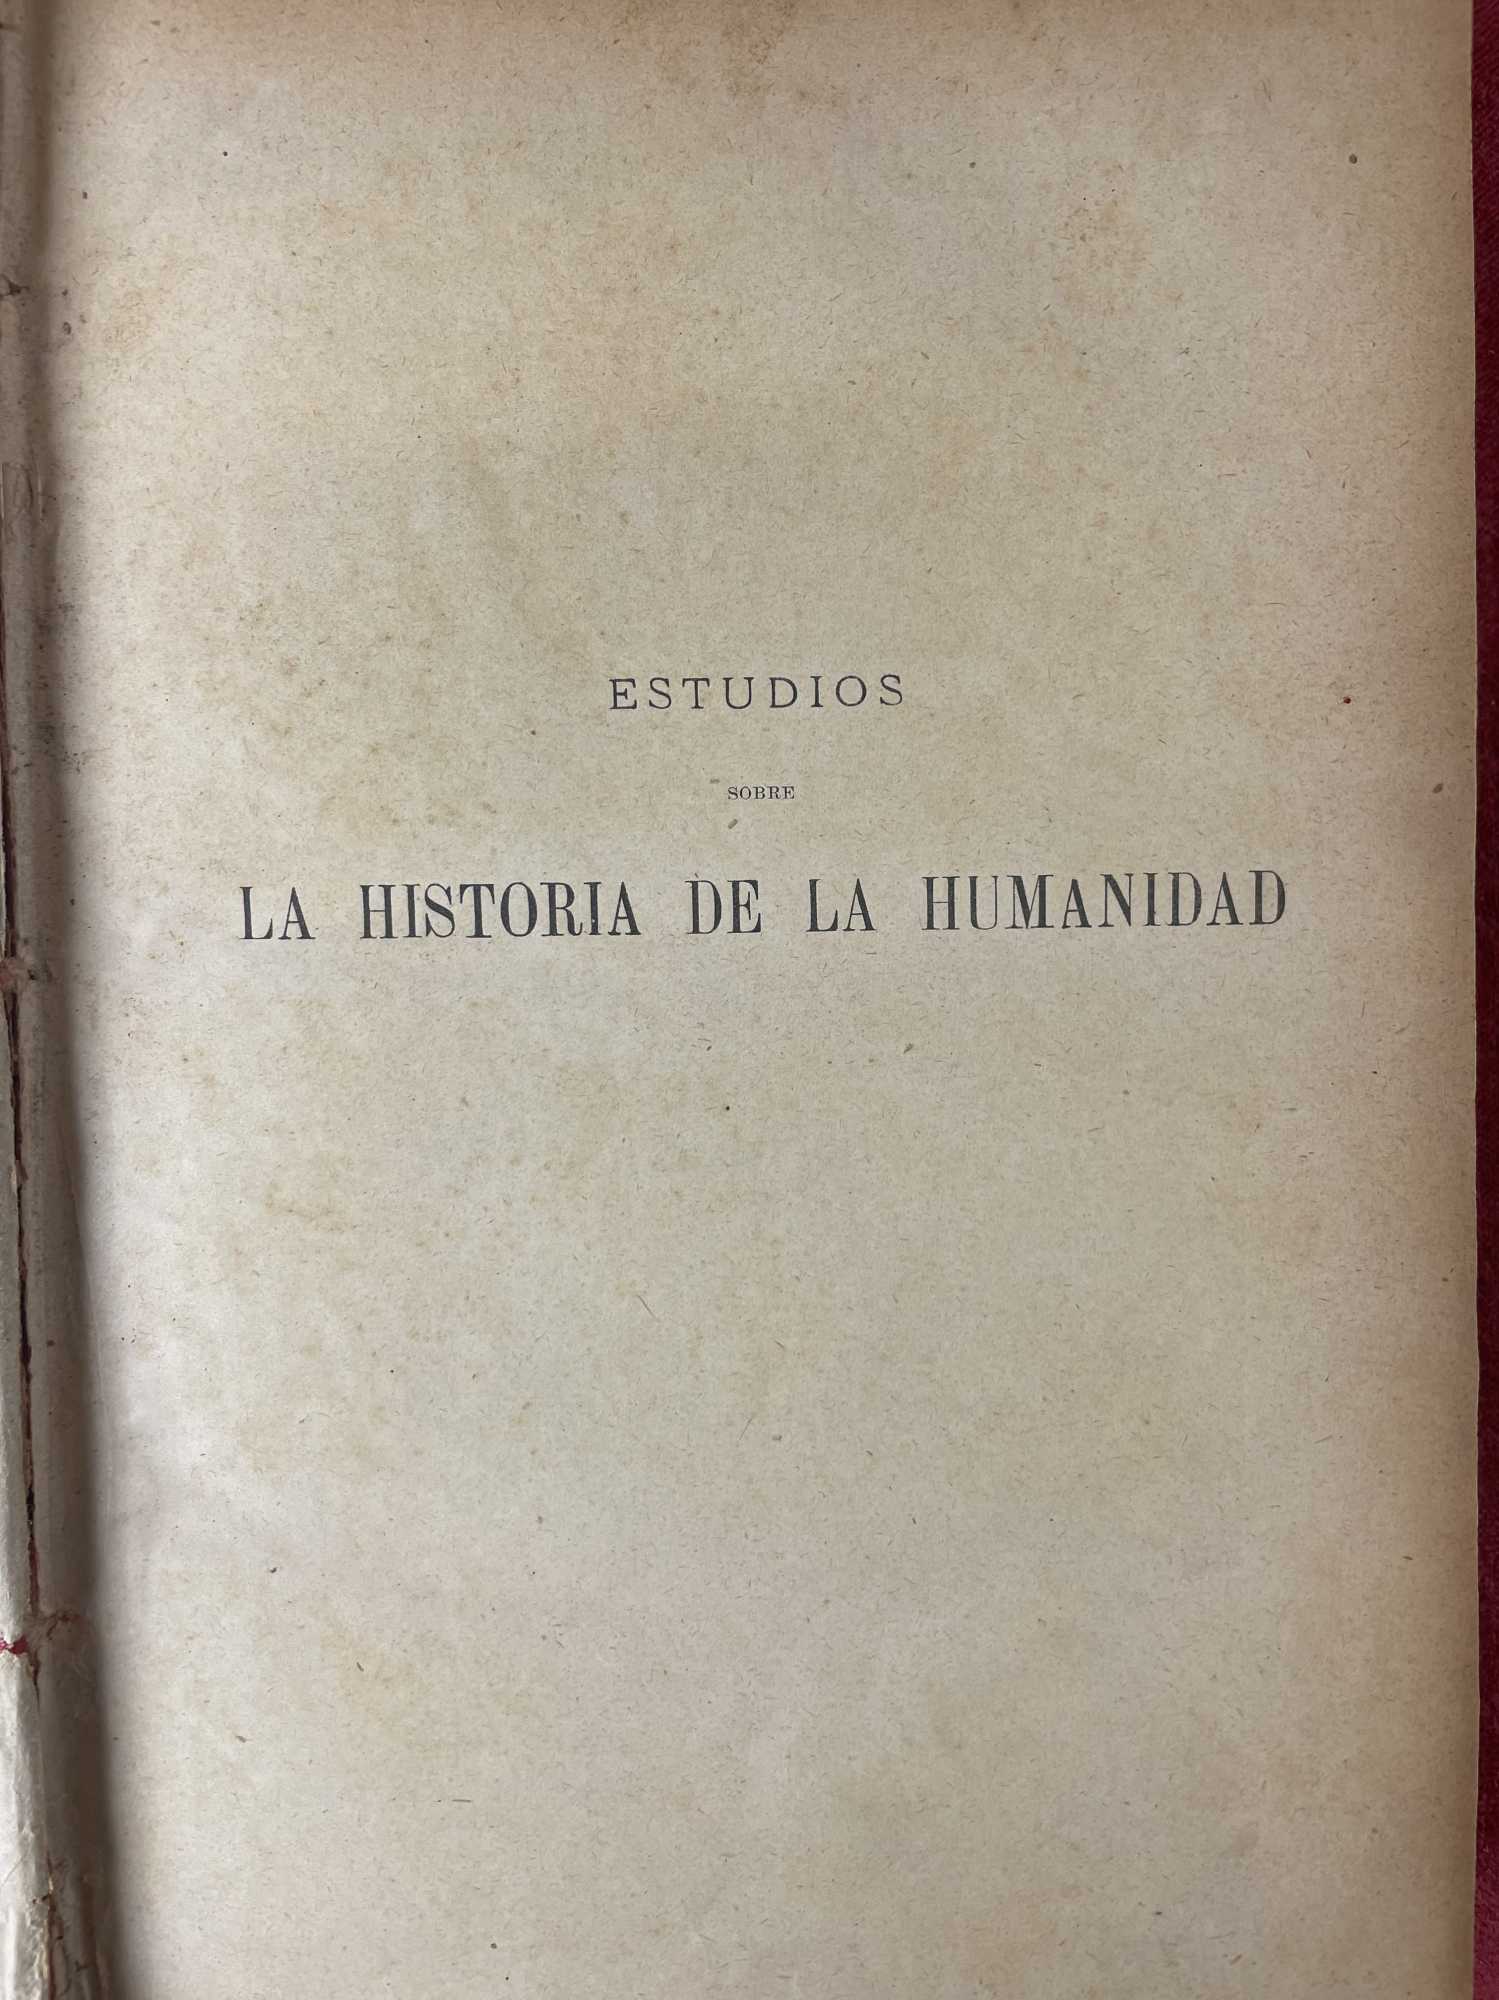 ESTUDIOS
SOBRE
LA HISTORIA DE LA HUMANIDAD